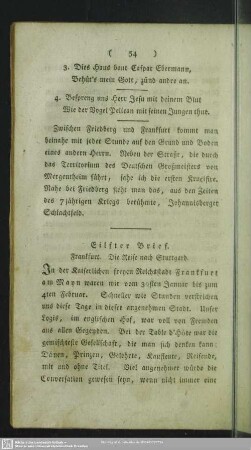 ( 54 )
3. Dies Haus baut Caspar Ebermann,
Behüt's mein Gott, zünd andre an.
4. Bespreng uns Herr Jesu mit deinem Blut
Wie der Vogel Pelican mit seinen Jungen thut.
Zwischen Friedberg und Frankfurt kommt man
beinahe mit jeder Stunde auf den Grund und Boden
eines andern Herrn. Neben der Straße, die durch
das Territorium des Deutschen Großmeisters von
Mergentheim führt, sehe ich die ersten
Nahe bei Friedberg sieht man das, aus den Zeiten
des 7jährigen Kriegs berühmte, Johannisberger
Schlachtfeld.
Eilfter Brief.
Frankfurt. Die Reise nach Stuttgard.
In der Kaiserlichen freyen Reichsstadt Frankfurt
am Mayn waren wir vom 31sten Januar bis zum
4ten Februar. Schneller wie Stunden verstrichen
uns diese Tage in dieser angenehmen Stadt. Unser
Logis, im englischen Hof, war voll von Fremden
aus allen Gegenden. Bei der Table d'Hôte war die
gemischteste Gesellschaft, die man sich denken kann:
Damen, Prinzen, Gelehrte, Kaufleute, Reisende,
mit und ohne Titel. Viel angenehmer würde die
Conversation gewesen seyn, wenn nicht immer eine